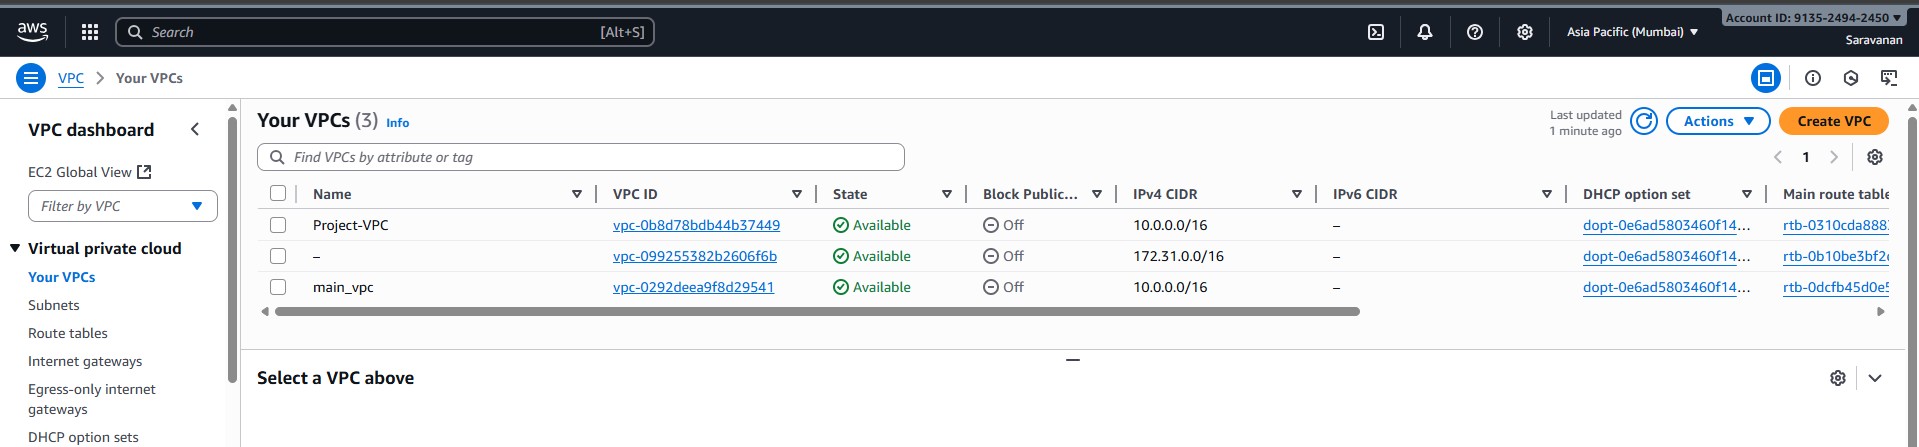 aws Search [Alt+S] Asia Pacific (Mumbai) Account ID: 9135-2494-2450
Saravanan
VPC Your VPCs
VPC dashboard
EC2 Global View
Filter by VPC
Virtual private cloud
Your VPCs
Subnets
Route tables
Internet gateways
Egress-only internet
gateways
DHCP option sets
Your VPCs (3) Info
Last updated
1 minute ago
Actions
Create VPC
Find VPCs by attribute or tag
1
Name VPC ID State Block Public... IPv4 CIDR IPv6 CIDR DHCP option set Main route table
Project-VPC vpc-0b8d78bdb44b37449 Available Off 10.0.0.0/16 – dopt-0e6ad5803460f14... rtb-0310cda888
– vpc-099255382b2606f6b Available Off 172.31.0.0/16 – dopt-0e6ad5803460f14... rtb-0b10be3bf2
main_vpc vpc-0292deea9f8d29541 Available Off 10.0.0.0/16 – dopt-0e6ad5803460f14... rtb-0dcfb45d0e5
Select a VPC above